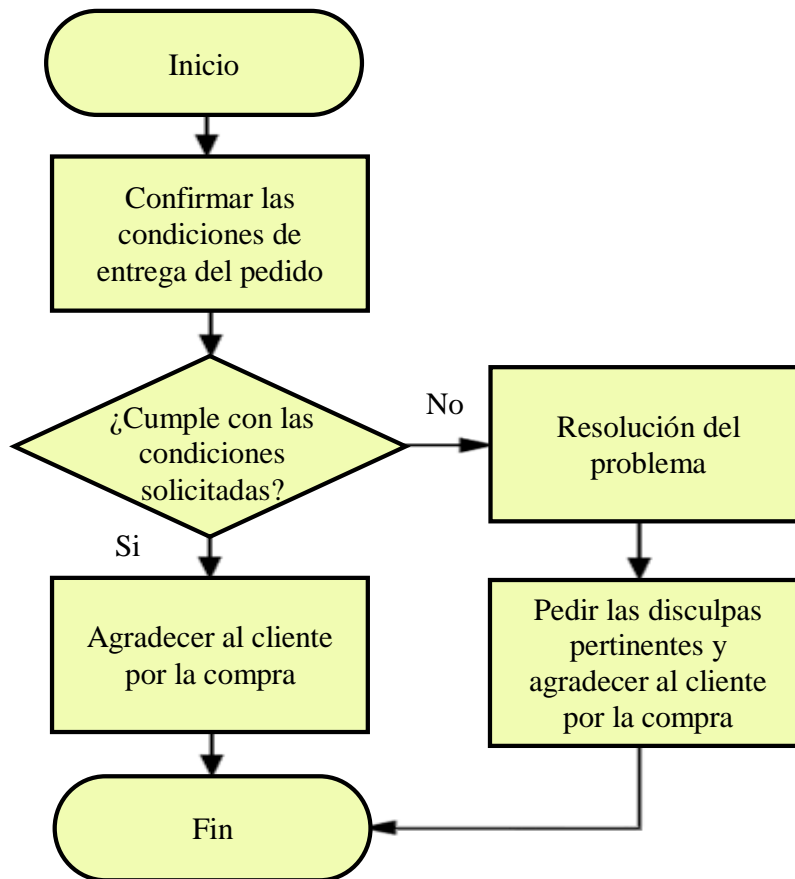 Inicio
Confirmar las
condiciones de
entrega del pedido
¿Cumple con las
condiciones
solicitadas?
No
Resolución del
problema
Si
Agradecer al cliente
por la compra
Pedir las disculpas
pertinentes y
agradecer al cliente
por la compra
Fin